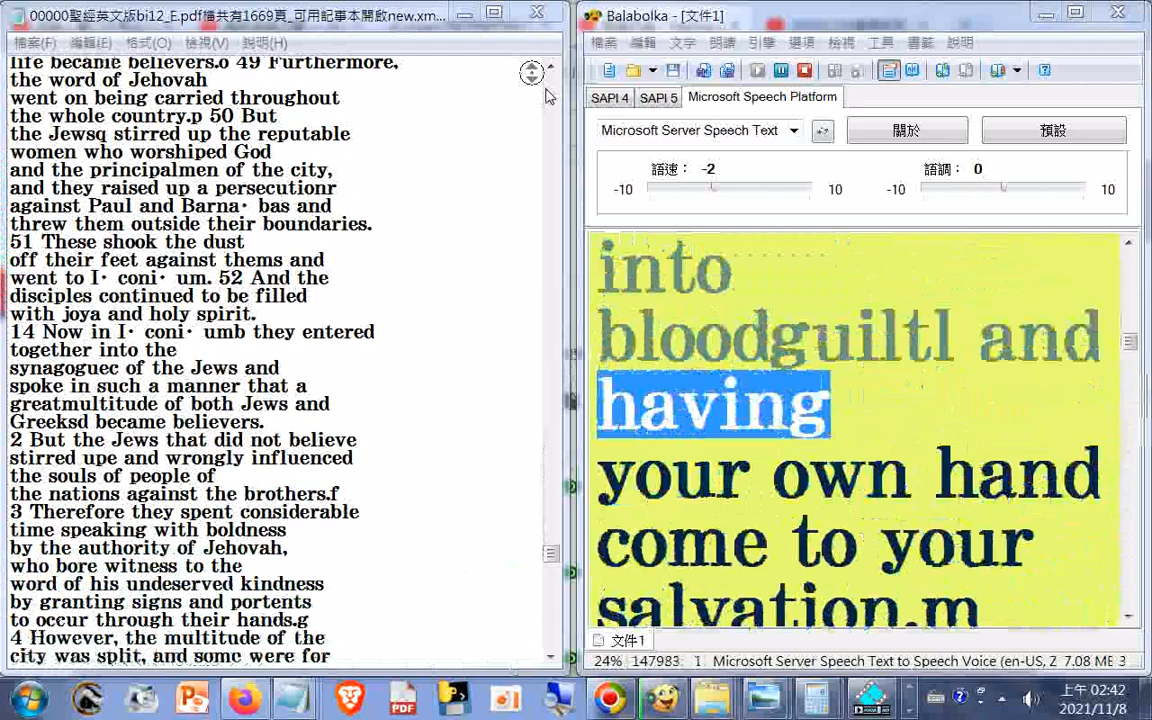 00000聖經英文版bi12_E.pdf檔共有1669頁_可用記事本開啟new.xm...
檔案(F) 編輯(E) 格式(O) 檢視(V) 說明(H)
life became believers.o 49 Furthermore,
the word of Jehovah
went on being carried throughout
the whole country.p 50 But
the Jewsq stirred up the reputable
women who worshiped God
and the principalmen of the city,
and they raised up a persecutionr
against Paul and Barna· bas and
threw them outside their boundaries.
51 These shook the dust
off their feet against thems and
went to I· coni· um. 52 And the
disciples continued to be filled
with joya and holy spirit.
14 Now in I· coni· umb they entered
together into the
synagoguec of the Jews and
spoke in such a manner that a
greatmultitude of both Jews and
Greeksd became believers.
2 But the Jews that did not believe
stirred upe and wrongly influenced
the souls of people of
the nations against the brothers.f
3 Therefore they spent considerable
time speaking with boldness
by the authority of Jehovah,
who bore witness to the
word of his undeserved kindness
by granting signs and portents
to occur through their hands.g
4 However, the multitude of the
city was split, and some were for
Balabolka - [文件1]
檔案 編輯 文字 朗讀 引擎 選項 檢視 工具 書籤 說明
SAPI 4 SAPI 5 Microsoft Speech Platform
Microsoft Server Speech Text 關於 預設
語速： -2 語調： 0
-10 10 -10 10
into
bloodguiltl and
having
your own hand
come to your
salvation.m
文件1
24% 147983: 1 Microsoft Server Speech Text to Speech Voice (en-US, Z 7.08 MB 3
PDF
上午 02:42
2021/11/8